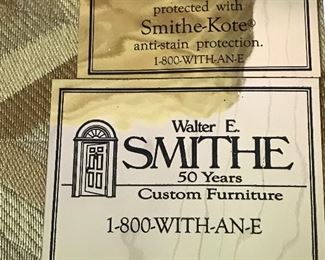 protected with
Smithe-Kote®
anti-stain protection.
1-800-WITH-AN-E
Walter E.
SMITHE
50 Years
Custom Furniture
1-800-WITH-AN-E